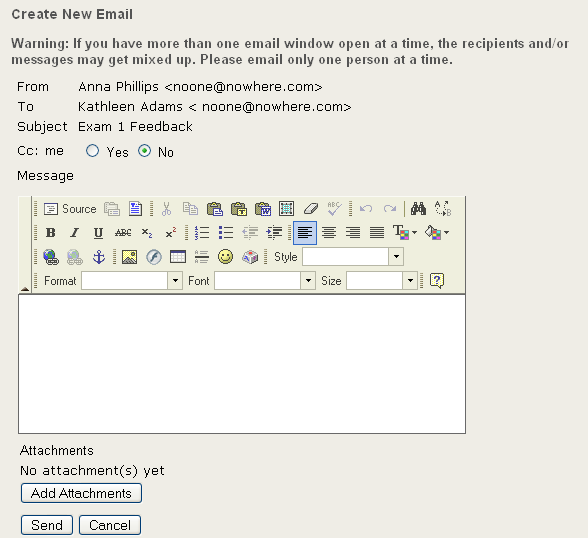 Create New Email
Warning: If you have more than one email window open at a time, the recipients and/or
messages may get mixed up. Please email only one person at a time.
From Anna Phillips <noone@nowhere.com>
To Kathleen Adams < noone@nowhere.com>
Subject Exam 1 Feedback
Cc: me Yes No
Message
Source
B I U ABC x₂ x²
Style
Format Font Size
Attachments
No attachment(s) yet
Add Attachments
Send Cancel